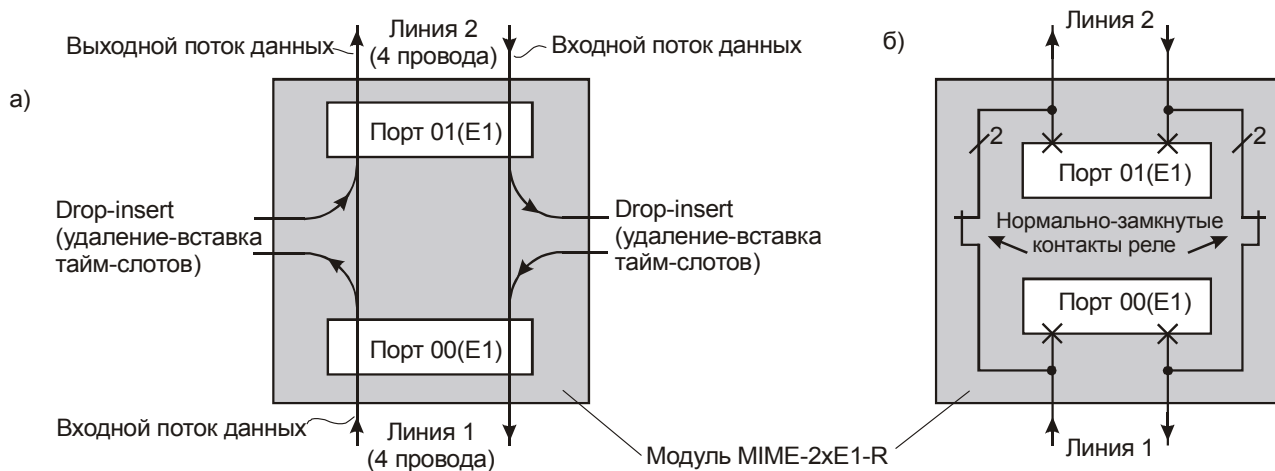 а)
Выходной поток данных
Линия 2
(4 провода)
Входной поток данных
Порт 01(E1)
Drop-insert
(удаление-вставка
тайм-слотов)
Drop-insert
(удаление-вставка
тайм-слотов)
Порт 00(E1)
Входной поток данных
Линия 1
(4 провода)
Модуль MIME-2xE1-R
б)
Линия 2
2
2
Порт 01(E1)
Нормально-замкнутые
контакты реле
Порт 00(E1)
Линия 1